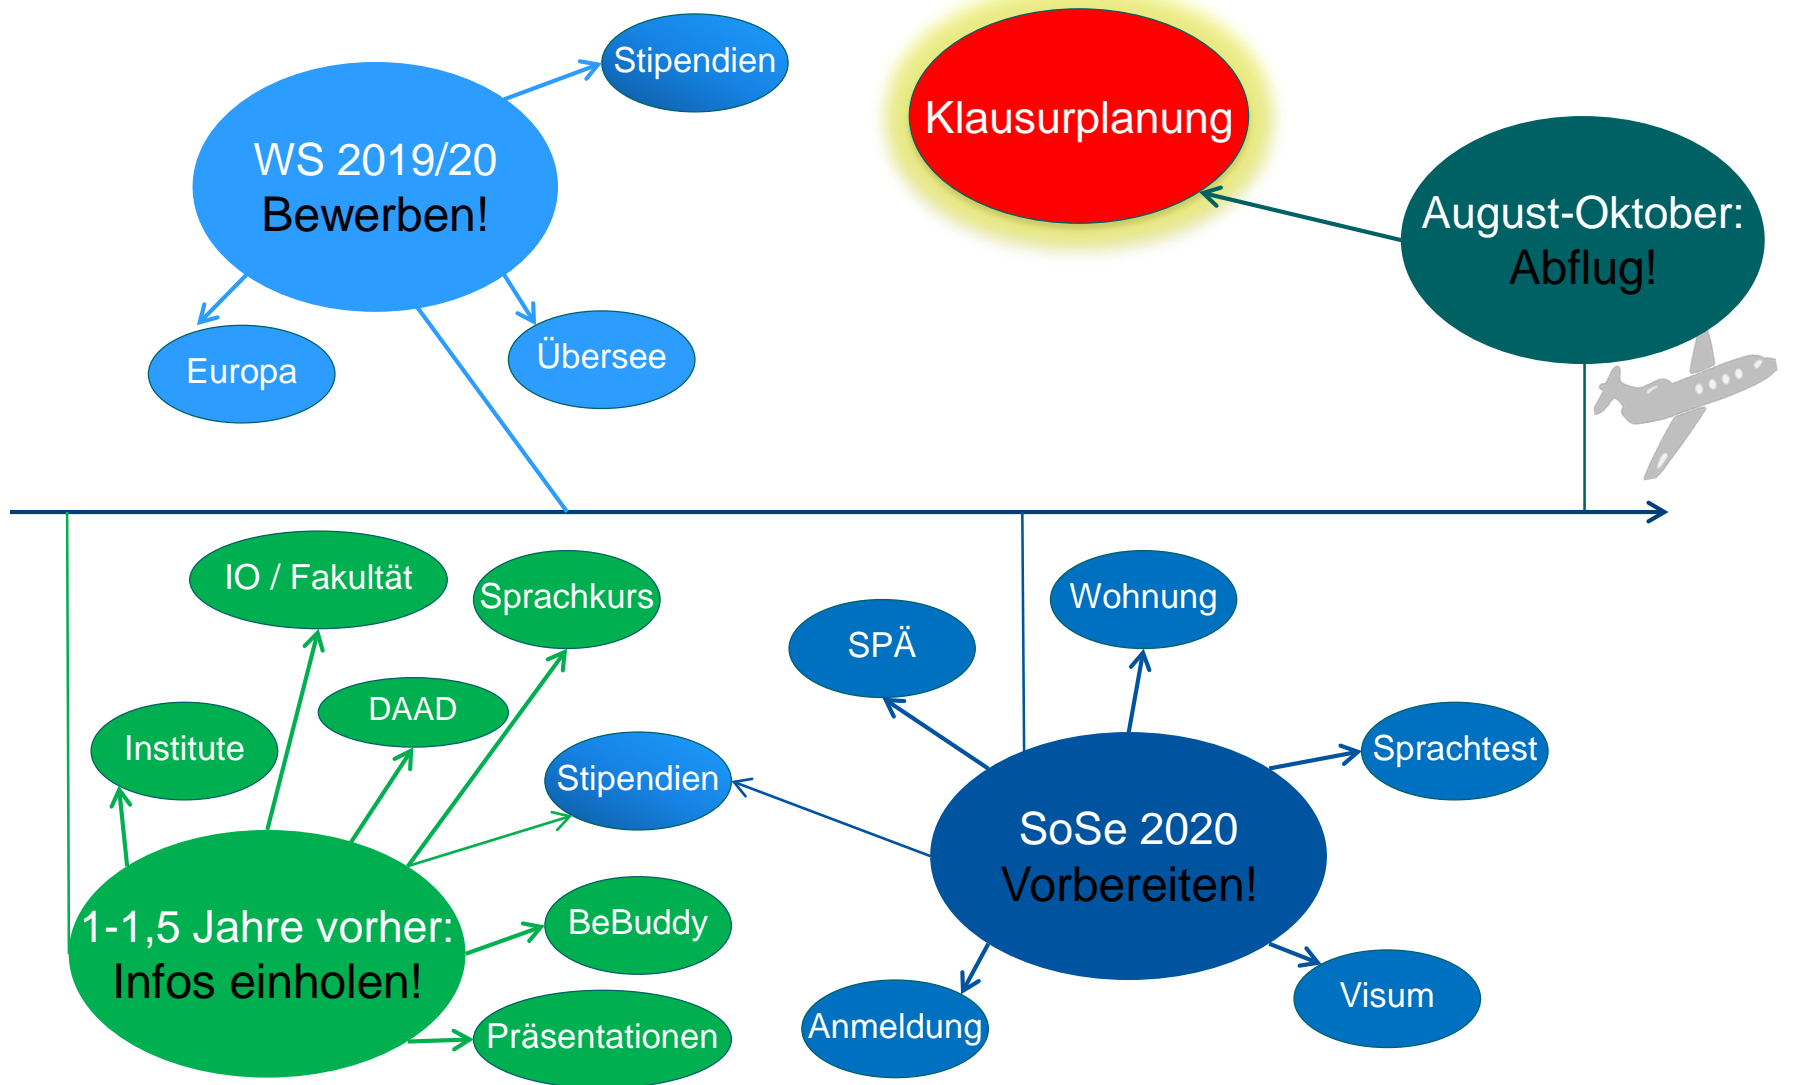 Stipendien
WS 2019/20
Bewerben!
Europa
Übersee
Klausurplanung
August-Oktober:
Abflug!
IO / Fakultät
Sprachkurs
Institute
DAAD
Stipendien
1-1,5 Jahre vorher:
Infos einholen!
BeBuddy
Präsentationen
SPÄ
Wohnung
Sprachtest
SoSe 2020
Vorbereiten!
Anmeldung
Visum